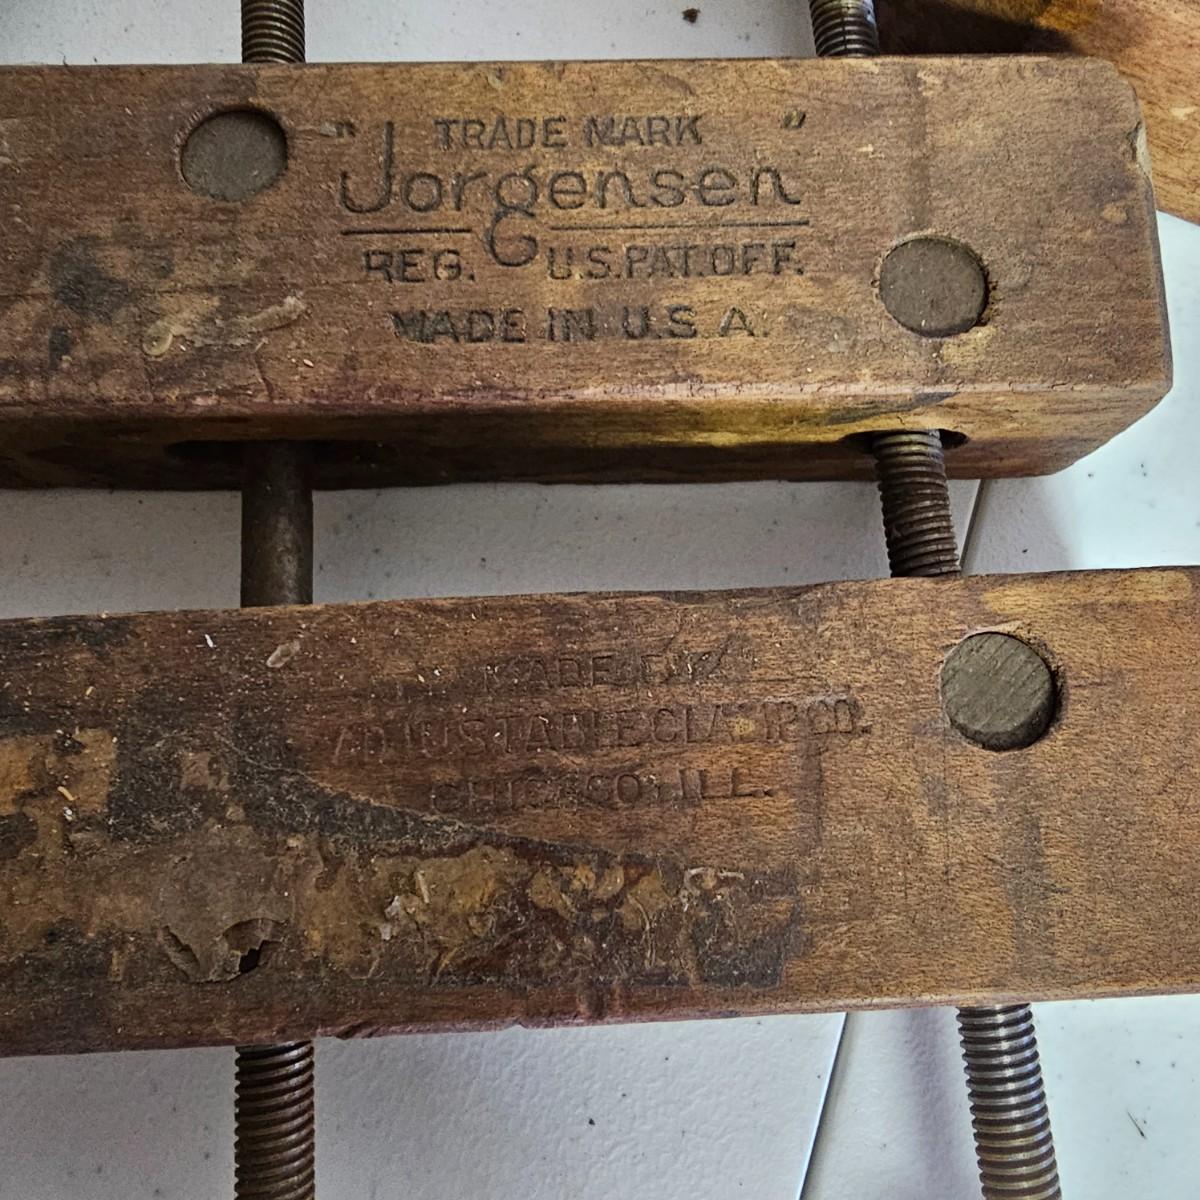 TRADE MARK
"Jorgensen"
REG. U.S.PAT.OFF.
MADE IN U.S.A.
MADE BY
ADJUSTABLE CLAMP CO.
CHICAGO, ILL.